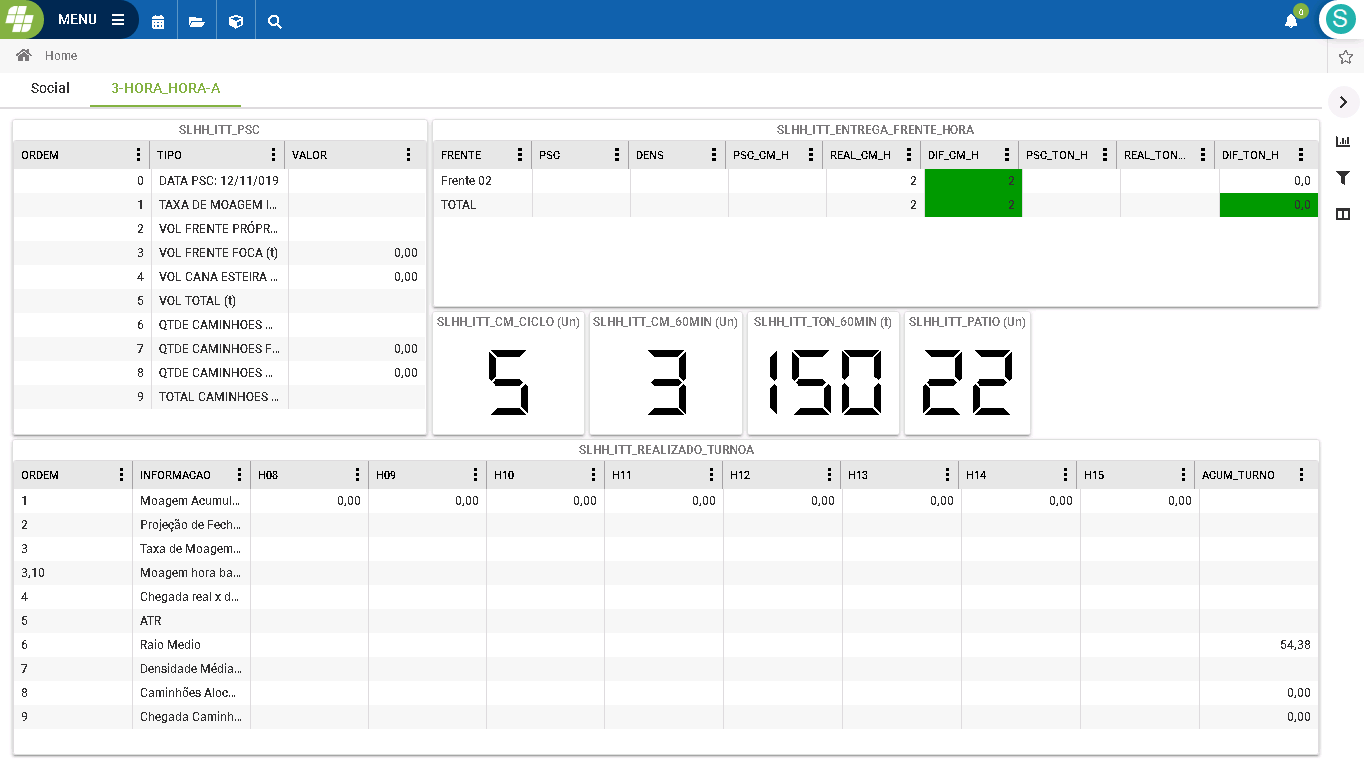 MENU
0
S
Home
Social
3-HORA_HORA-A
SLHH_ITT_PSC
ORDEM TIPO VALOR
0 DATA PSC: 12/11/019
1 TAXA DE MOAGEM I...
2 VOL FRENTE PRÓPR...
3 VOL FRENTE FOCA (t) 0,00
4 VOL CANA ESTEIRA ... 0,00
5 VOL TOTAL (t)
6 QTDE CAMINHOES ...
7 QTDE CAMINHOES F... 0,00
8 QTDE CAMINHOES ... 0,00
9 TOTAL CAMINHOES ...
SLHH_ITT_ENTREGA_FRENTE_HORA
FRENTE PSC DENS PSC_CM_H REAL_CM_H DIF_CM_H PSC_TON_H REAL_TON... DIF_TON_H
Frente 02 2 2 0,0
TOTAL 2 2 0,0
SLHH_ITT_CM_CICLO (Un)
5
SLHH_ITT_CM_60MIN (Un)
3
SLHH_ITT_TON_60MIN (t)
150
SLHH_ITT_PATIO (Un)
22
SLHH_ITT_REALIZADO_TURNOA
ORDEM INFORMACAO H08 H09 H10 H11 H12 H13 H14 H15 ACUM_TURNO
1 Moagem Acumul... 0,00 0,00 0,00 0,00 0,00 0,00 0,00 0,00
2 Projeção de Fech...
3 Taxa de Moagem...
3,10 Moagem hora ba...
4 Chegada real x d...
5 ATR
6 Raio Medio 54,38
7 Densidade Média...
8 Caminhões Aloc... 0,00
9 Chegada Caminh... 0,00